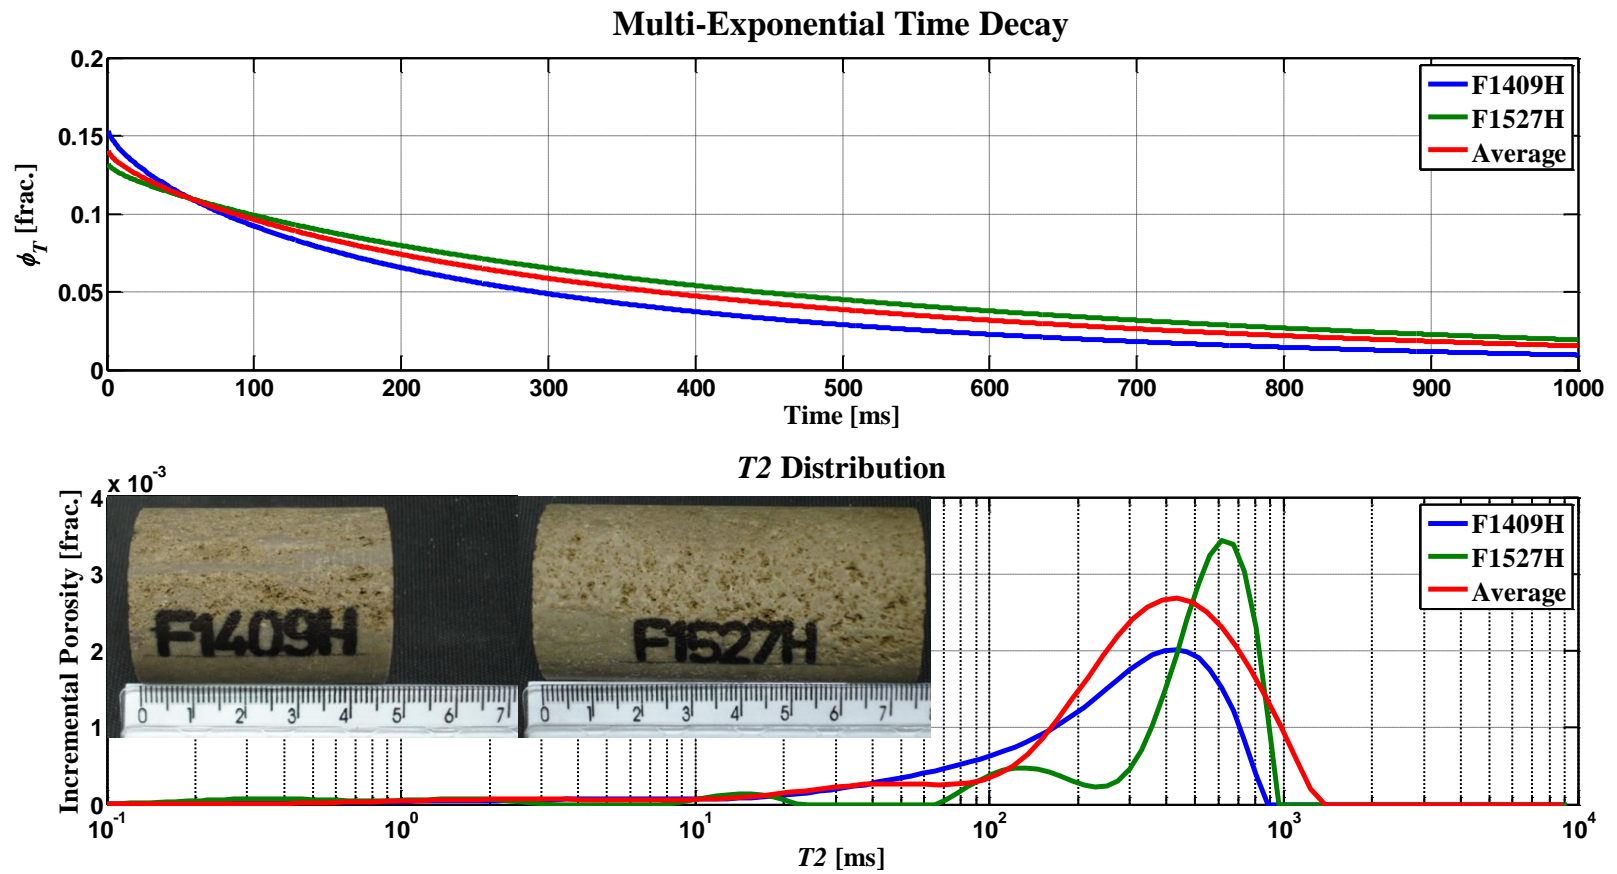 Multi-Exponential Time Decay
0.2
0.15
0.1
0.05
0
ϕT [frac.]
F1409H
F1527H
Average
0 100 200 300 400 500 600 700 800 900 1000
Time [ms]
T2 Distribution
x 10-3
4
3
2
1
0
Incremental Porosity [frac.]
F1409H
F1527H
0 1 2 3 4 5 6 7
0 1 2 3 4 5 6 7
F1409H
F1527H
Average
10-1 100 101 102 103 104
T2 [ms]